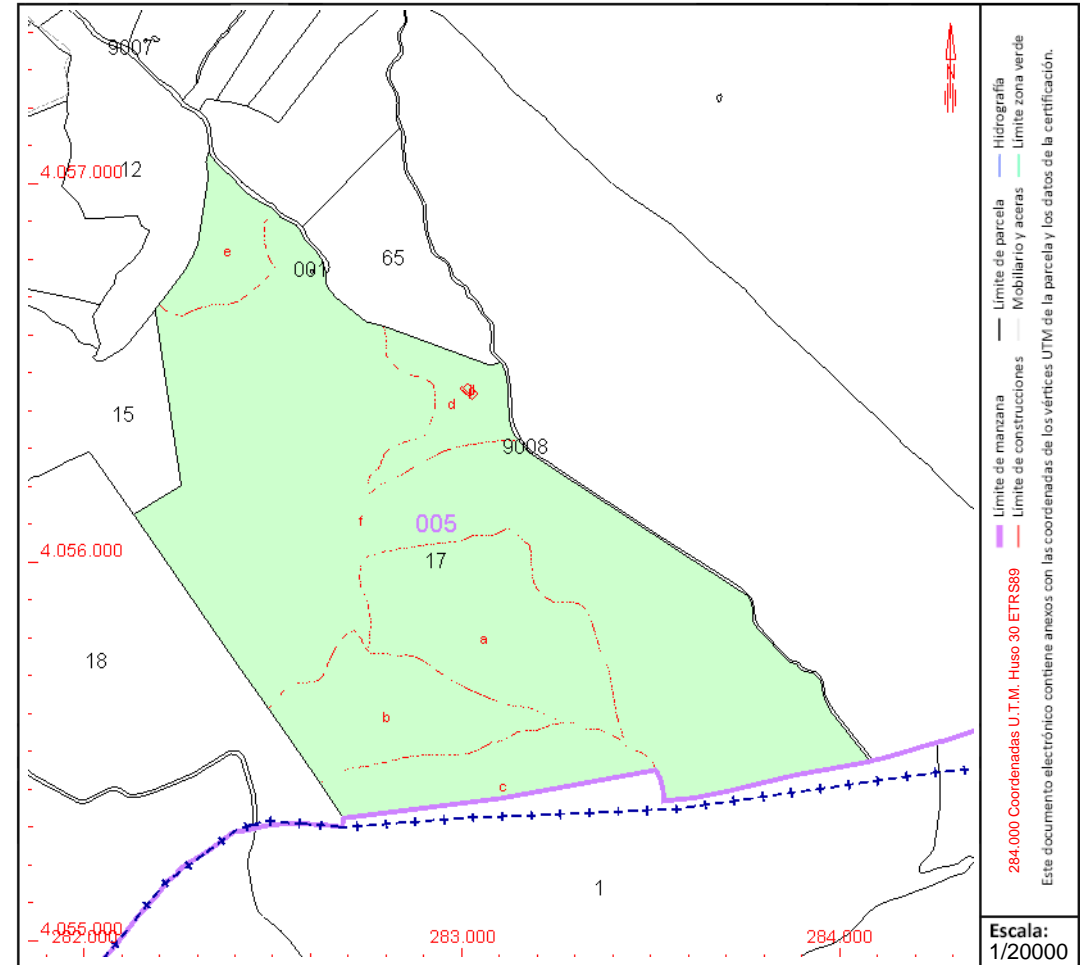 9007
4.057.000
12
e
001
65
15
d
9008
f
005
4.056.000
17
a
18
b
c
1
4.055.000
282.000
283.000
284.000
N
Límite de manzana
Límite de parcela
Hidrografía
Límite de construcciones
Mobiliario y aceras
Límite zona verde
284.000 Coordenadas U.T.M. Huso 30 ETRS89
Este documento electrónico contiene anexos con las coordenadas de los vértices UTM de la parcela y los datos de la certificación.
Escala:
1/20000